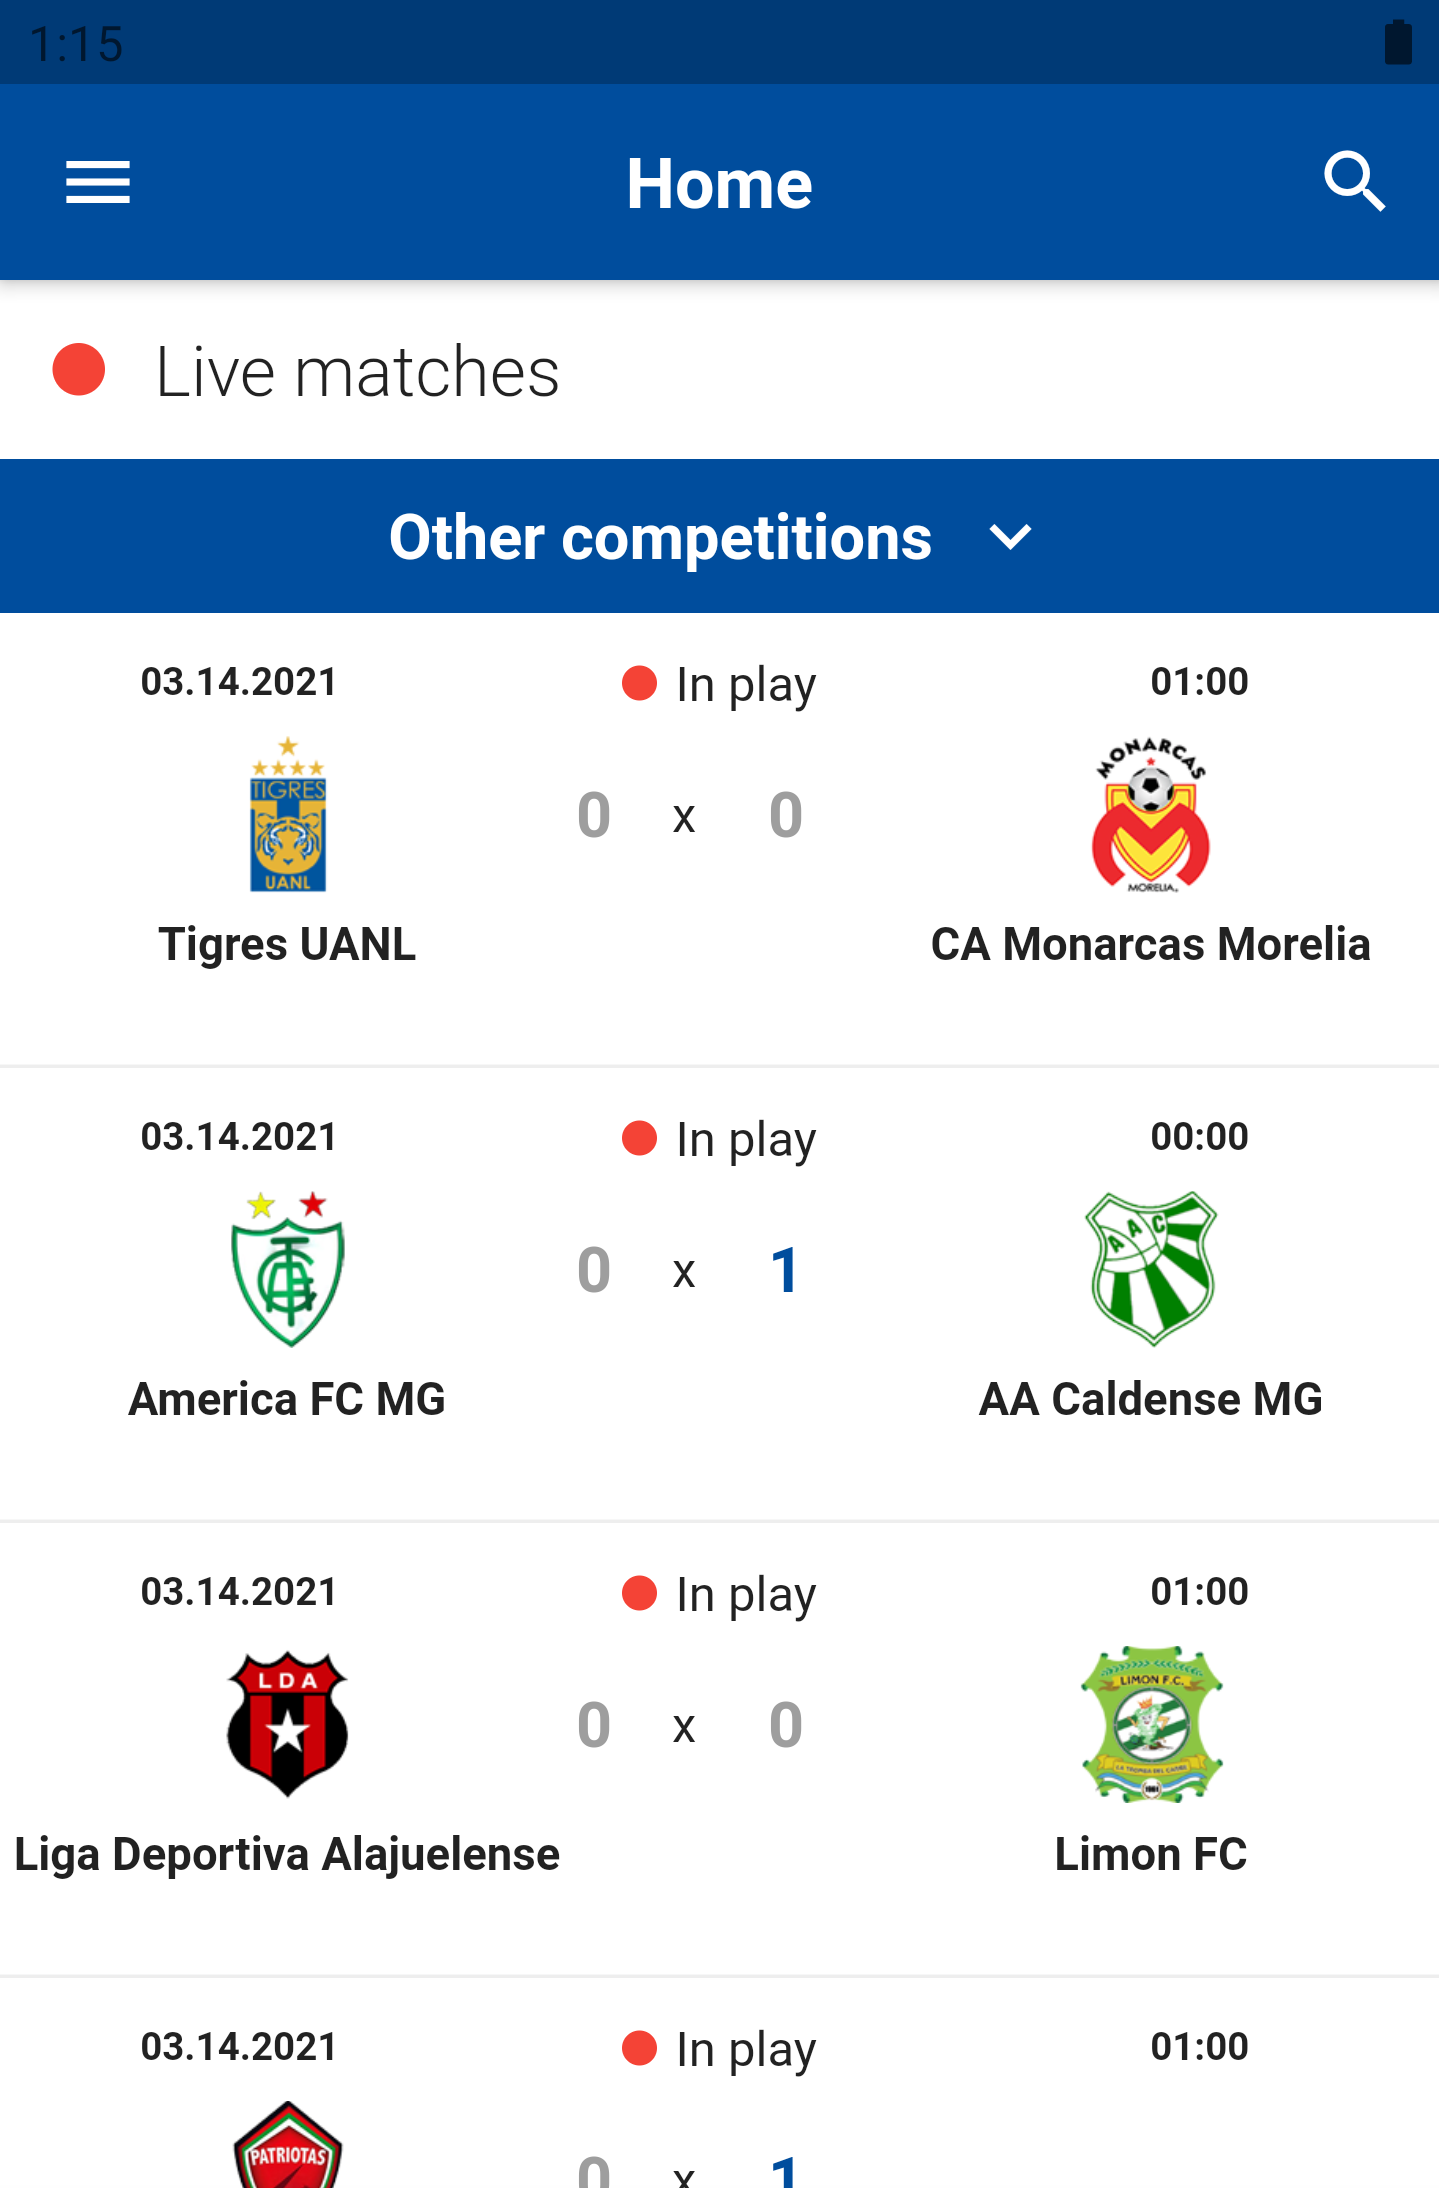 1:15
Home
Live matches
Other competitions
03.14.2021 In play 01:00
TIGRES
UANL
MONARCAS
MORELIA
0 x 0
Tigres UANL CA Monarcas Morelia
03.14.2021 In play 00:00
A A C
0 x 1
America FC MG AA Caldense MG
03.14.2021 In play 01:00
LDA
LIMON F.C.
0 x 0
Liga Deportiva Alajuelense Limon FC
03.14.2021 In play 01:00
PATRIOTAS
0 x 1